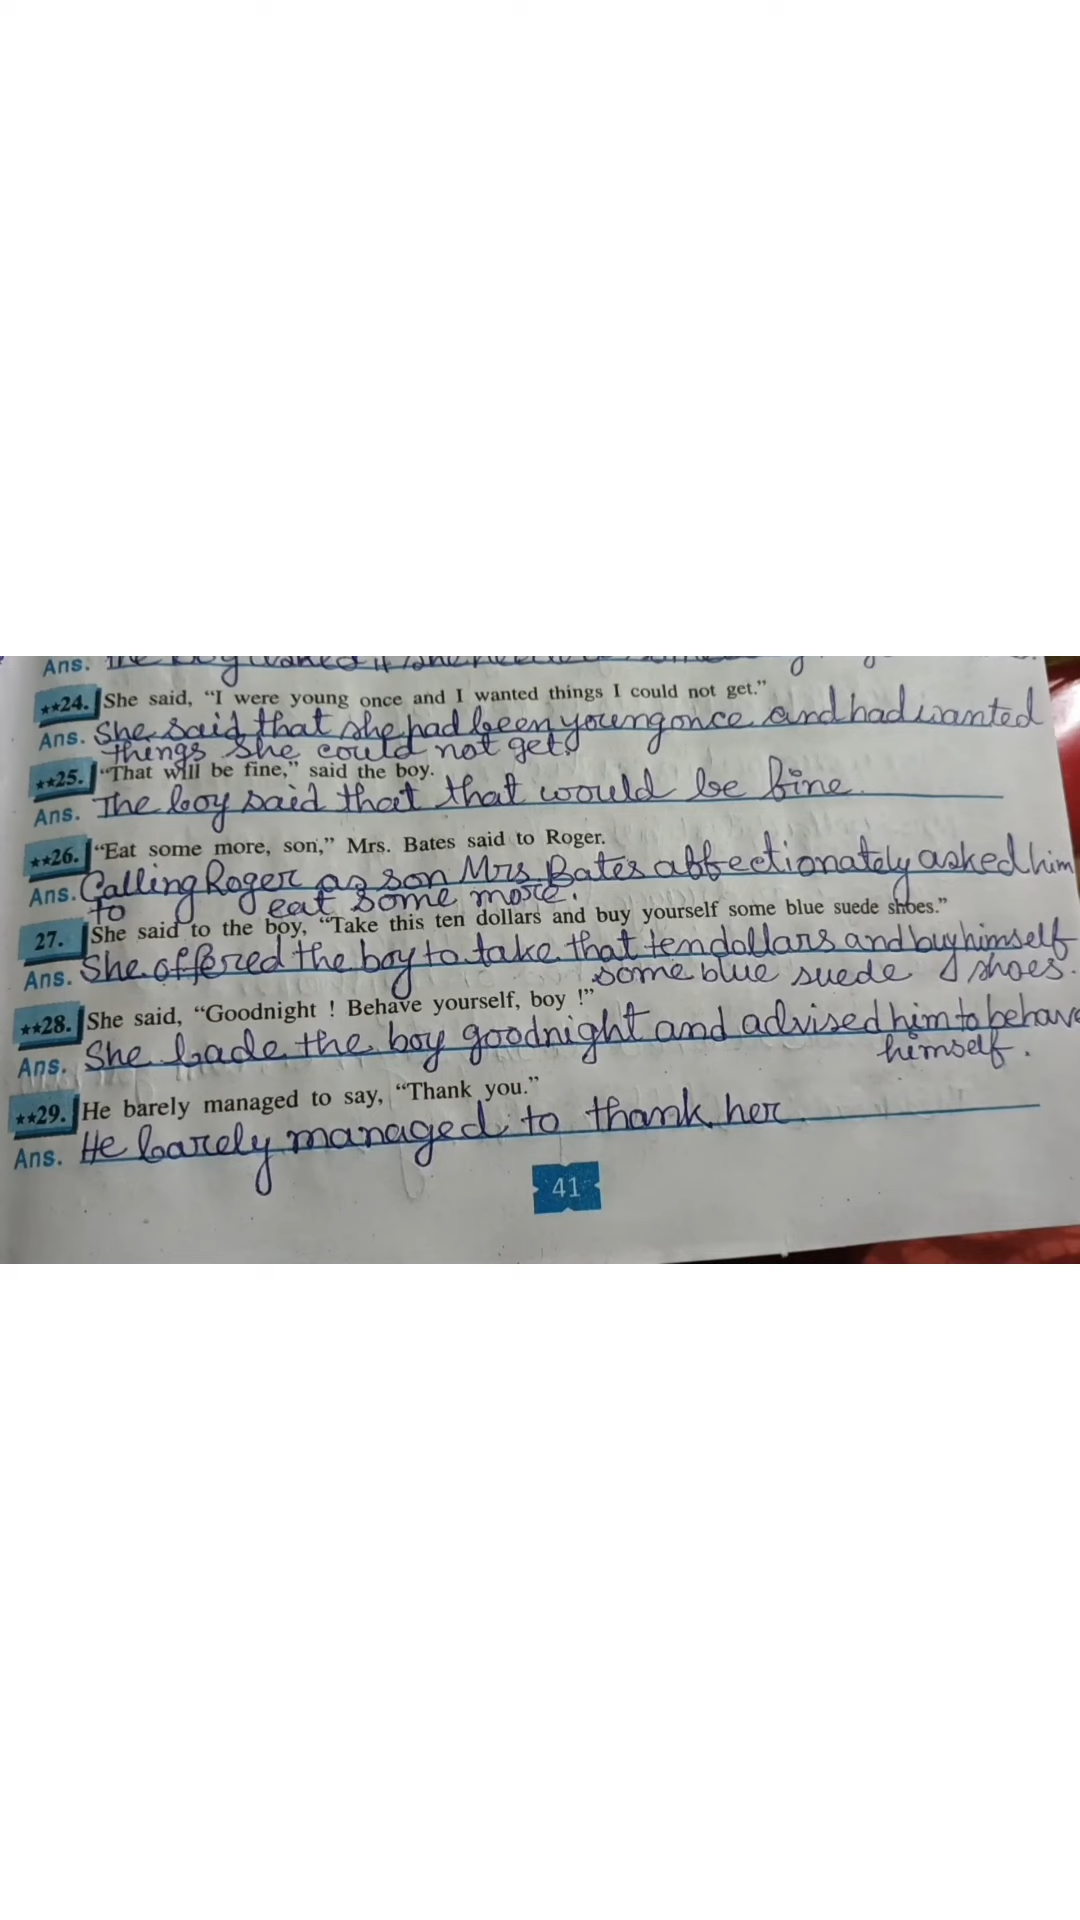 Ans. The boy
★★24. She said, “I were young once and I wanted things I could not get.”
Ans. She said that she had been young once and had wanted
things she could not get.
★★25. “That will be fine,” said the boy.
Ans. The boy said that that would be fine.
★★26. “Eat some more, son,” Mrs. Bates said to Roger.
Ans. Calling Roger as son Mrs. Bates affectionately asked him
to eat some more.
27. She said to the boy, “Take this ten dollars and buy yourself some blue suede shoes.”
Ans. She offered the boy to take that ten dollars and buy himself
some blue suede shoes.
★★28. She said, “Goodnight ! Behave yourself, boy !”
Ans. She bade the boy goodnight and advised him to behave
himself.
★★29. He barely managed to say, “Thank you.”
Ans. He barely managed to thank her
41